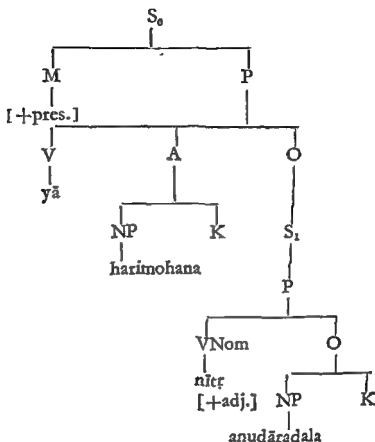 S₀
M P
[+pres.]
V A O
yā
NP K S₁
harimohana
P
VNom O
nītṛ
[+adj.] NP K
anudāradala